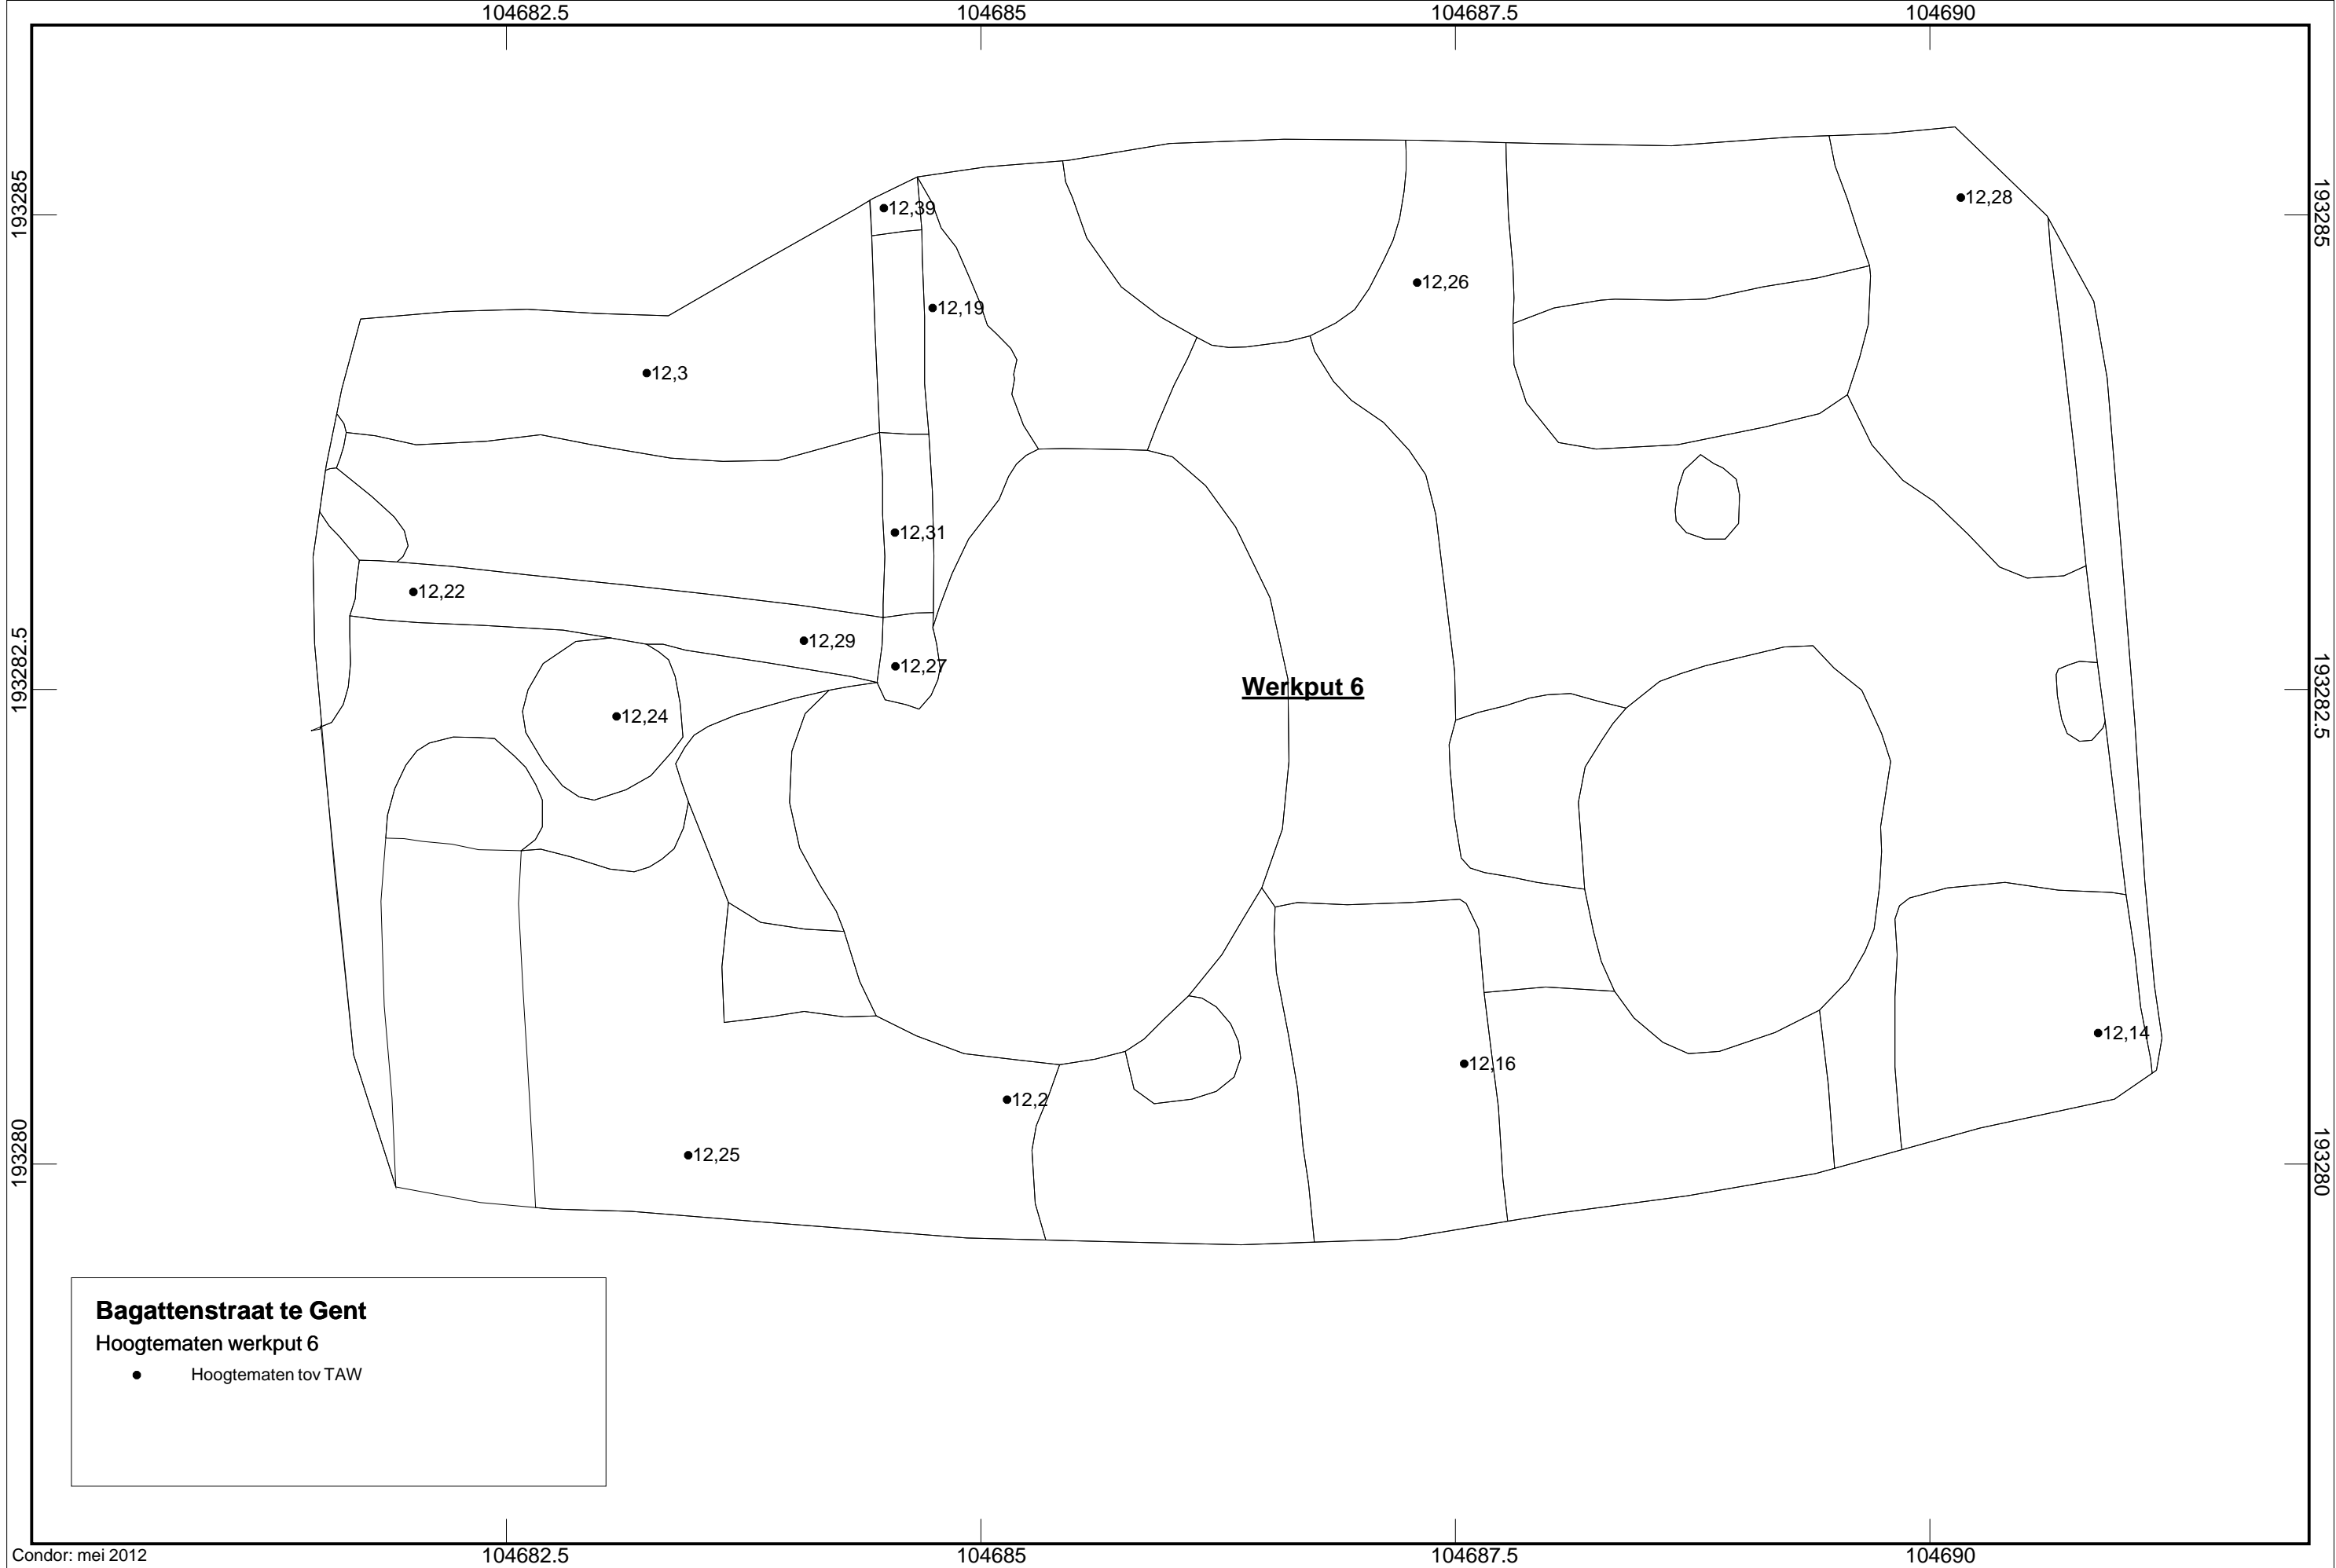 104682.5 104685 104687.5 104690
193285
193285
12,39
12,28
12,26
12,19
12,3
12,31
12,22
12,29
12,27
193282.5
193282.5
Werkput 6
12,24
12,14
12,16
12,2
12,25
193280
193280
Bagattenstraat te Gent
Hoogtematen werkput 6
Hoogtematen tov TAW
Condor: mei 2012
104682.5 104685 104687.5 104690